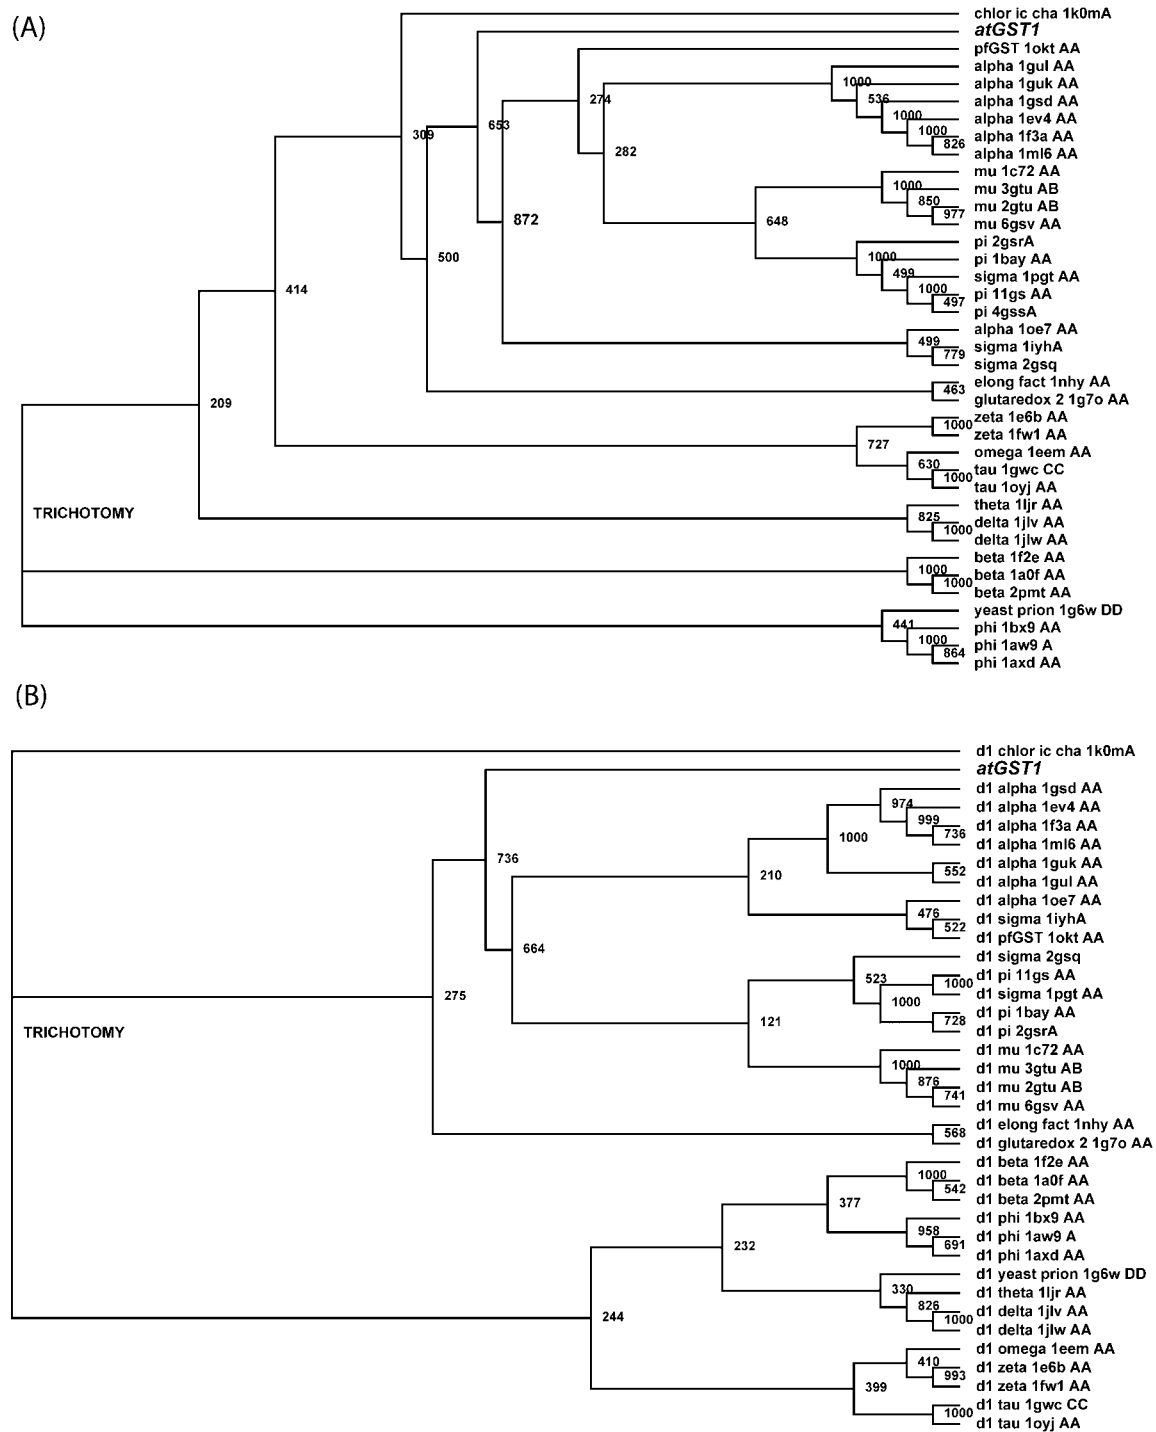 (A)
chlor ic cha 1k0mA
atGST1
pfGST 1okt AA
alpha 1gul AA
1000
alpha 1guk AA
274
536
alpha 1gsd AA
1000
alpha 1ev4 AA
653
1000
309
alpha 1f3a AA
826
282
alpha 1ml6 AA
mu 1c72 AA
1000
mu 3gtu AB
850
mu 2gtu AB
977
872
648
mu 6gsv AA
pi 2gsrA
500
1000
pi 1bay AA
499
sigma 1pgt AA
414
1000
pi 11gs AA
497
pi 4gssA
alpha 1oe7 AA
499
sigma 1iyhA
779
sigma 2gsq
elong fact 1nhy AA
463
209
glutaredox 2 1g7o AA
zeta 1e6b AA
1000
zeta 1fw1 AA
727
omega 1eem AA
630
tau 1gwc CC
1000
tau 1oyj AA
theta 1ljr AA
TRICHOTOMY
825
delta 1jlv AA
1000
delta 1jlw AA
beta 1f2e AA
1000
beta 1a0f AA
1000
beta 2pmt AA
yeast prion 1g6w DD
441
phi 1bx9 AA
1000
phi 1aw9 A
864
phi 1axd AA
(B)
d1 chlor ic cha 1k0mA
atGST1
d1 alpha 1gsd AA
974
d1 alpha 1ev4 AA
999
d1 alpha 1f3a AA
736
1000
d1 alpha 1ml6 AA
736
d1 alpha 1guk AA
552
210
d1 alpha 1gul AA
d1 alpha 1oe7 AA
476
d1 sigma 1iyhA
522
d1 pfGST 1okt AA
664
d1 sigma 2gsq
523
d1 pi 11gs AA
1000
275
d1 sigma 1pgt AA
1000
d1 pi 1bay AA
728
121
TRICHOTOMY
d1 pi 2gsrA
d1 mu 1c72 AA
1000
d1 mu 3gtu AB
876
d1 mu 2gtu AB
741
d1 mu 6gsv AA
d1 elong fact 1nhy AA
568
d1 glutaredox 2 1g7o AA
d1 beta 1f2e AA
1000
d1 beta 1a0f AA
542
d1 beta 2pmt AA
377
d1 phi 1bx9 AA
958
d1 phi 1aw9 A
691
232
d1 phi 1axd AA
d1 yeast prion 1g6w DD
330
d1 theta 1ljr AA
826
d1 delta 1jlv AA
1000
244
d1 delta 1jlw AA
d1 omega 1eem AA
410
d1 zeta 1e6b AA
993
399
d1 zeta 1fw1 AA
d1 tau 1gwc CC
1000
d1 tau 1oyj AA